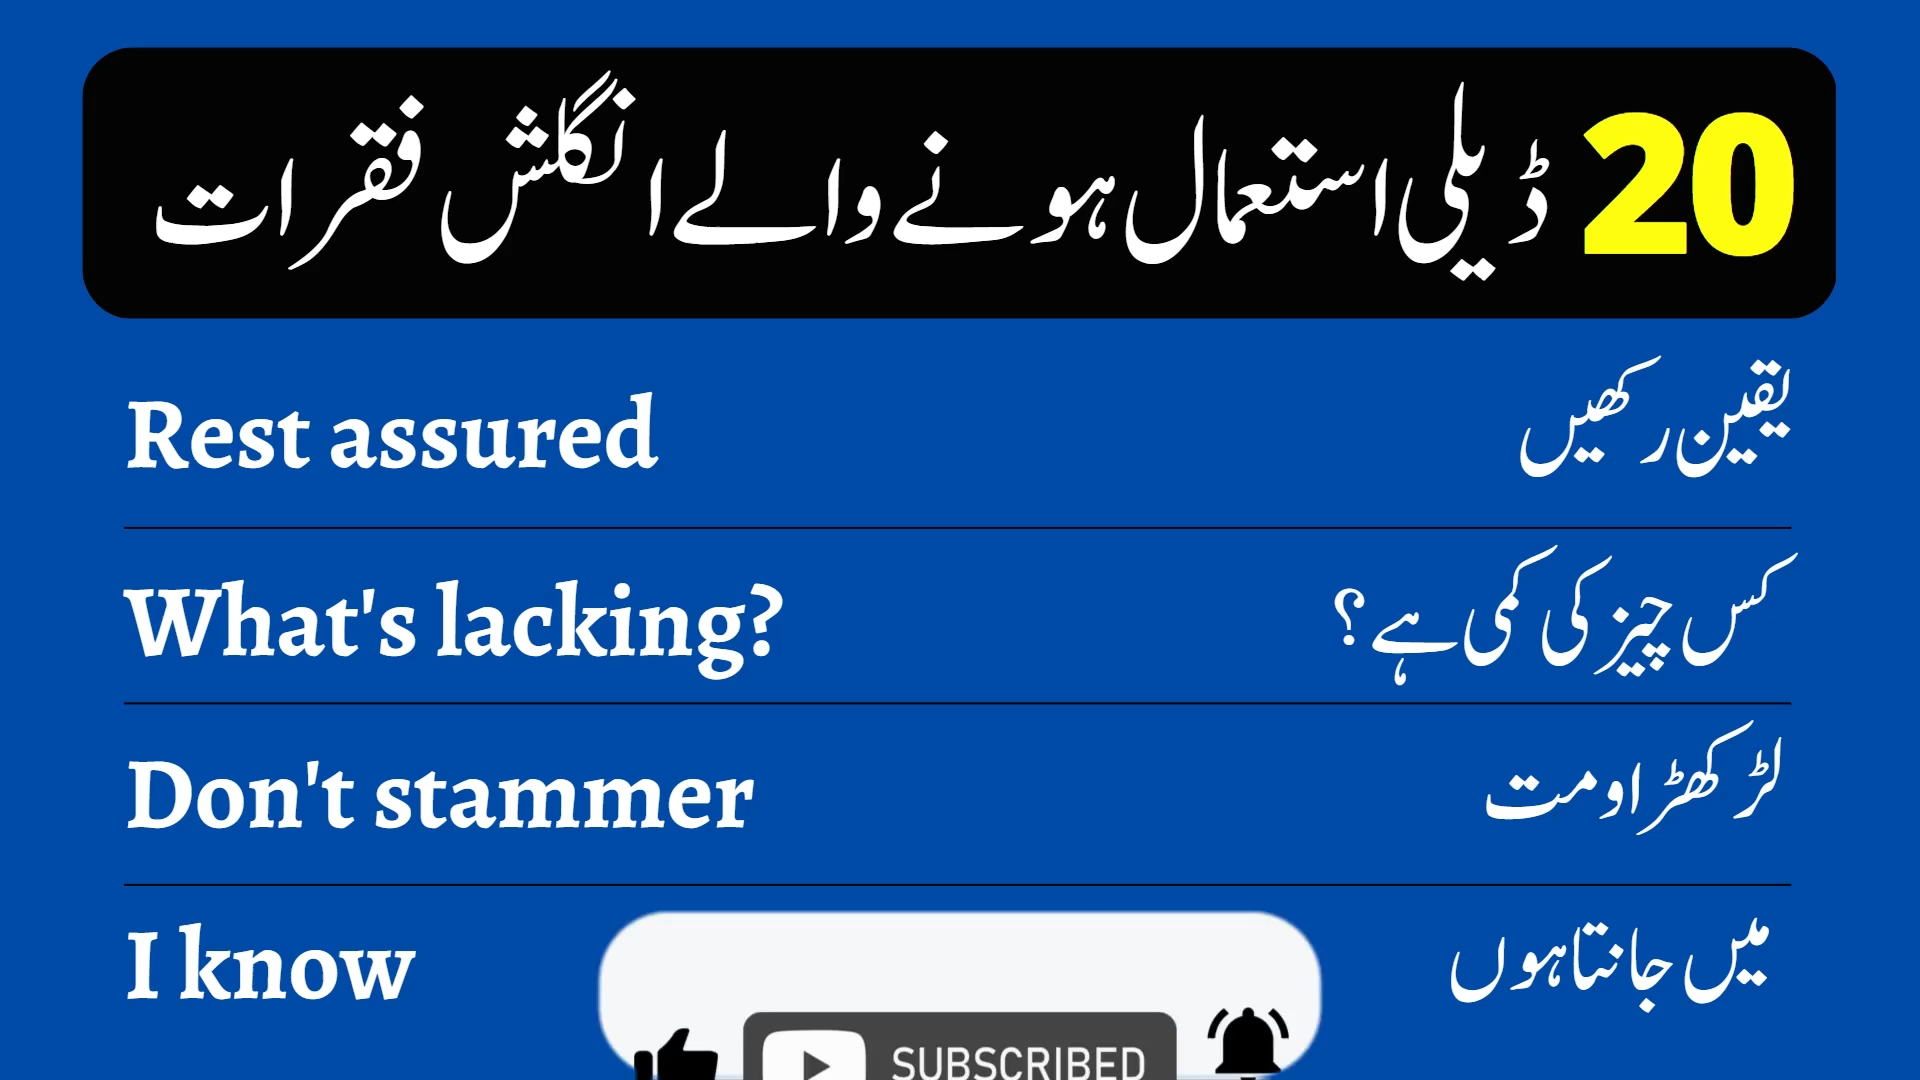 20 ڈیلی استعمال ہونے والے انگلش فقرات
Rest assured یقین رکھیں
What's lacking? کس چیز کی کمی ہے؟
Don't stammer لڑکھڑاو مت
I know میں جانتا ہوں
SUBSCRIBED